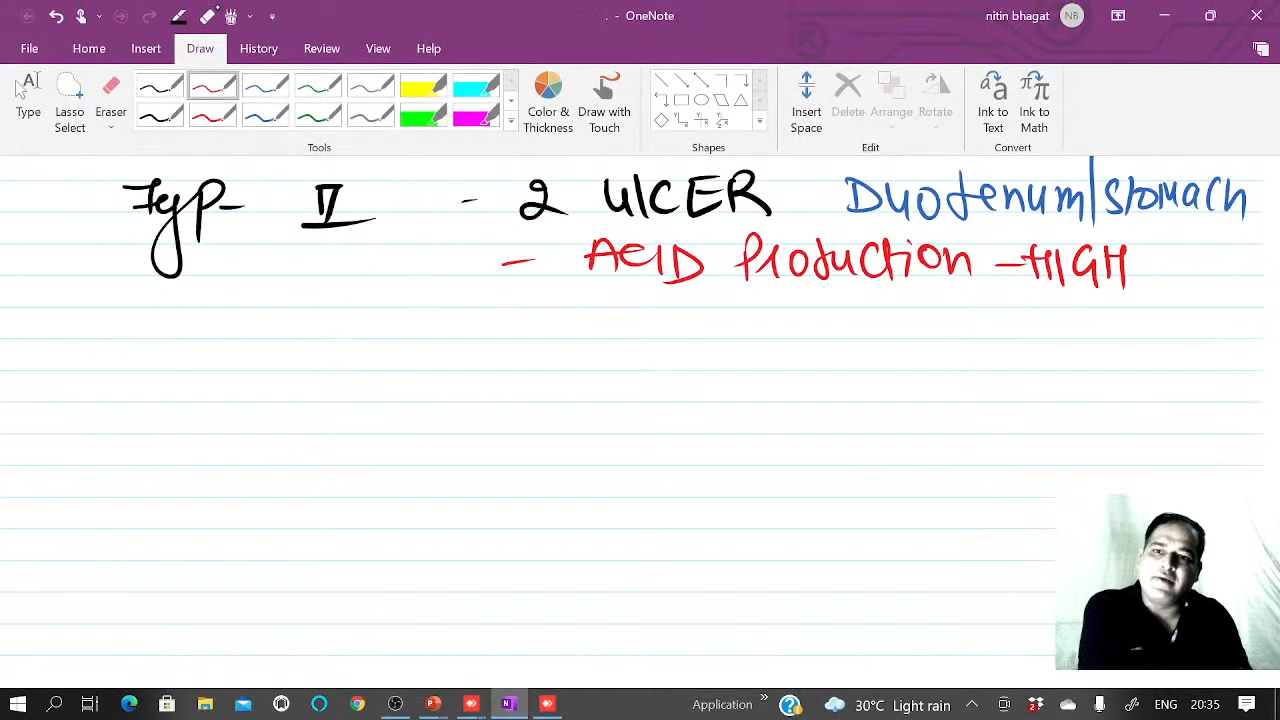 . - OneNote
nitin bhagat NB
File Home Insert Draw History Review View Help
Type Lasso Select Eraser Color & Thickness Draw with Touch Insert Space Delete Arrange Rotate Ink to Text Ink to Math
Tools Shapes Edit Convert
Typ- II - 2 UlCER Duodenum/stomach
- ACID Production - HIGH
Application 30°C Light rain ENG 20:35